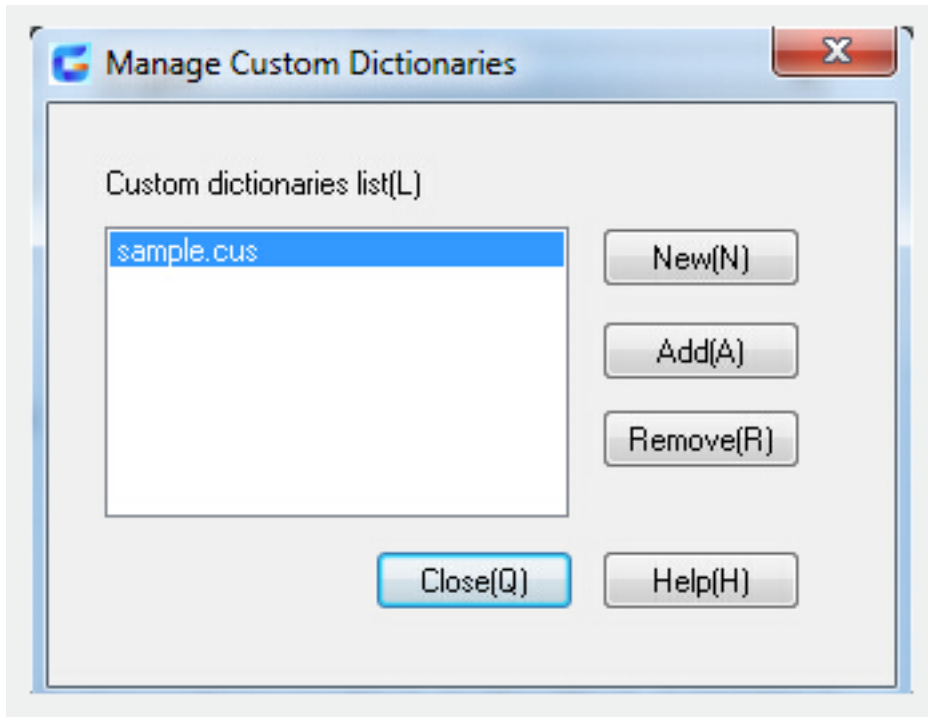 Manage Custom Dictionaries
Custom dictionaries list(L)
sample.cus
New(N)
Add(A)
Remove(R)
Close(Q)
Help(H)